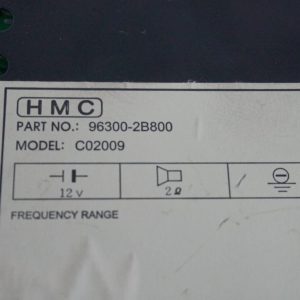 HMC
PART NO.: 96300-2B800
MODEL: C02009
12v 2Ω
FREQUENCY RANGE